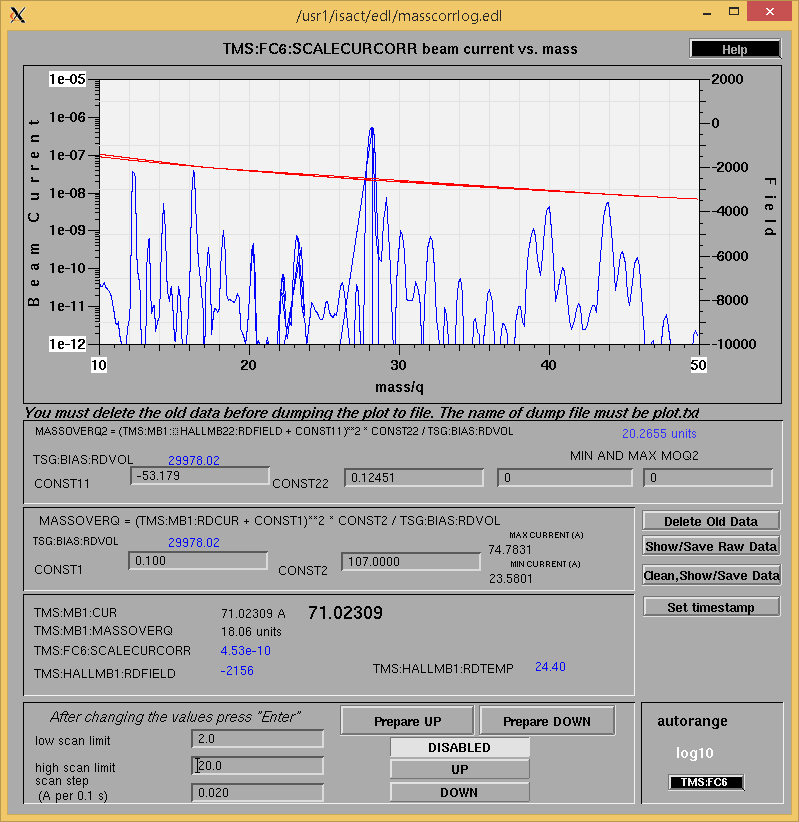 /usr1/isact/edl/masscorrlog.edl
TMS:FC6:SCALECURCORR beam current vs. mass
Help
1e-05
1e-06
1e-07
1e-08
1e-09
1e-10
1e-11
1e-12
Beam Current
2000
0
-2000
-4000
-6000
-8000
-10000
Field
10 20 30 40 50
mass/q
You must delete the old data before dumping the plot to file. The name of dump file must be plot.txt
MASSOVERQ2 = (TMS:MB1: HALLMB22:RDFIELD + CONST11)**2 * CONST22 / TSG:BIAS:RDVOL
20.2655 units
TSG:BIAS:RDVOL 29978.02
MIN AND MAX MOQ2
CONST11 -53.179 CONST22 0.12451 0 0
MASSOVERQ = (TMS:MB1:RDCUR + CONST1)**2 * CONST2 / TSG:BIAS:RDVOL
TSG:BIAS:RDVOL 29978.02
MAX CURRENT (A)
74.7831
MIN CURRENT (A)
23.5801
CONST1 0.100 CONST2 107.0000
Delete Old Data
Show/Save Raw Data
Clean,Show/Save Data
Set timestamp
TMS:MB1:CUR 71.02309 A 71.02309
TMS:MB1:MASSOVERQ 18.06 units
TMS:FC6:SCALECURCORR 4.53e-10
TMS:HALLMB1:RDFIELD -2156
TMS:HALLMB1:RDTEMP 24.40
After changing the values press "Enter"
low scan limit 2.0
high scan limit 20.0
scan step
(A per 0.1 s) 0.020
Prepare UP
Prepare DOWN
DISABLED
UP
DOWN
autorange
log10
TMS:FC6